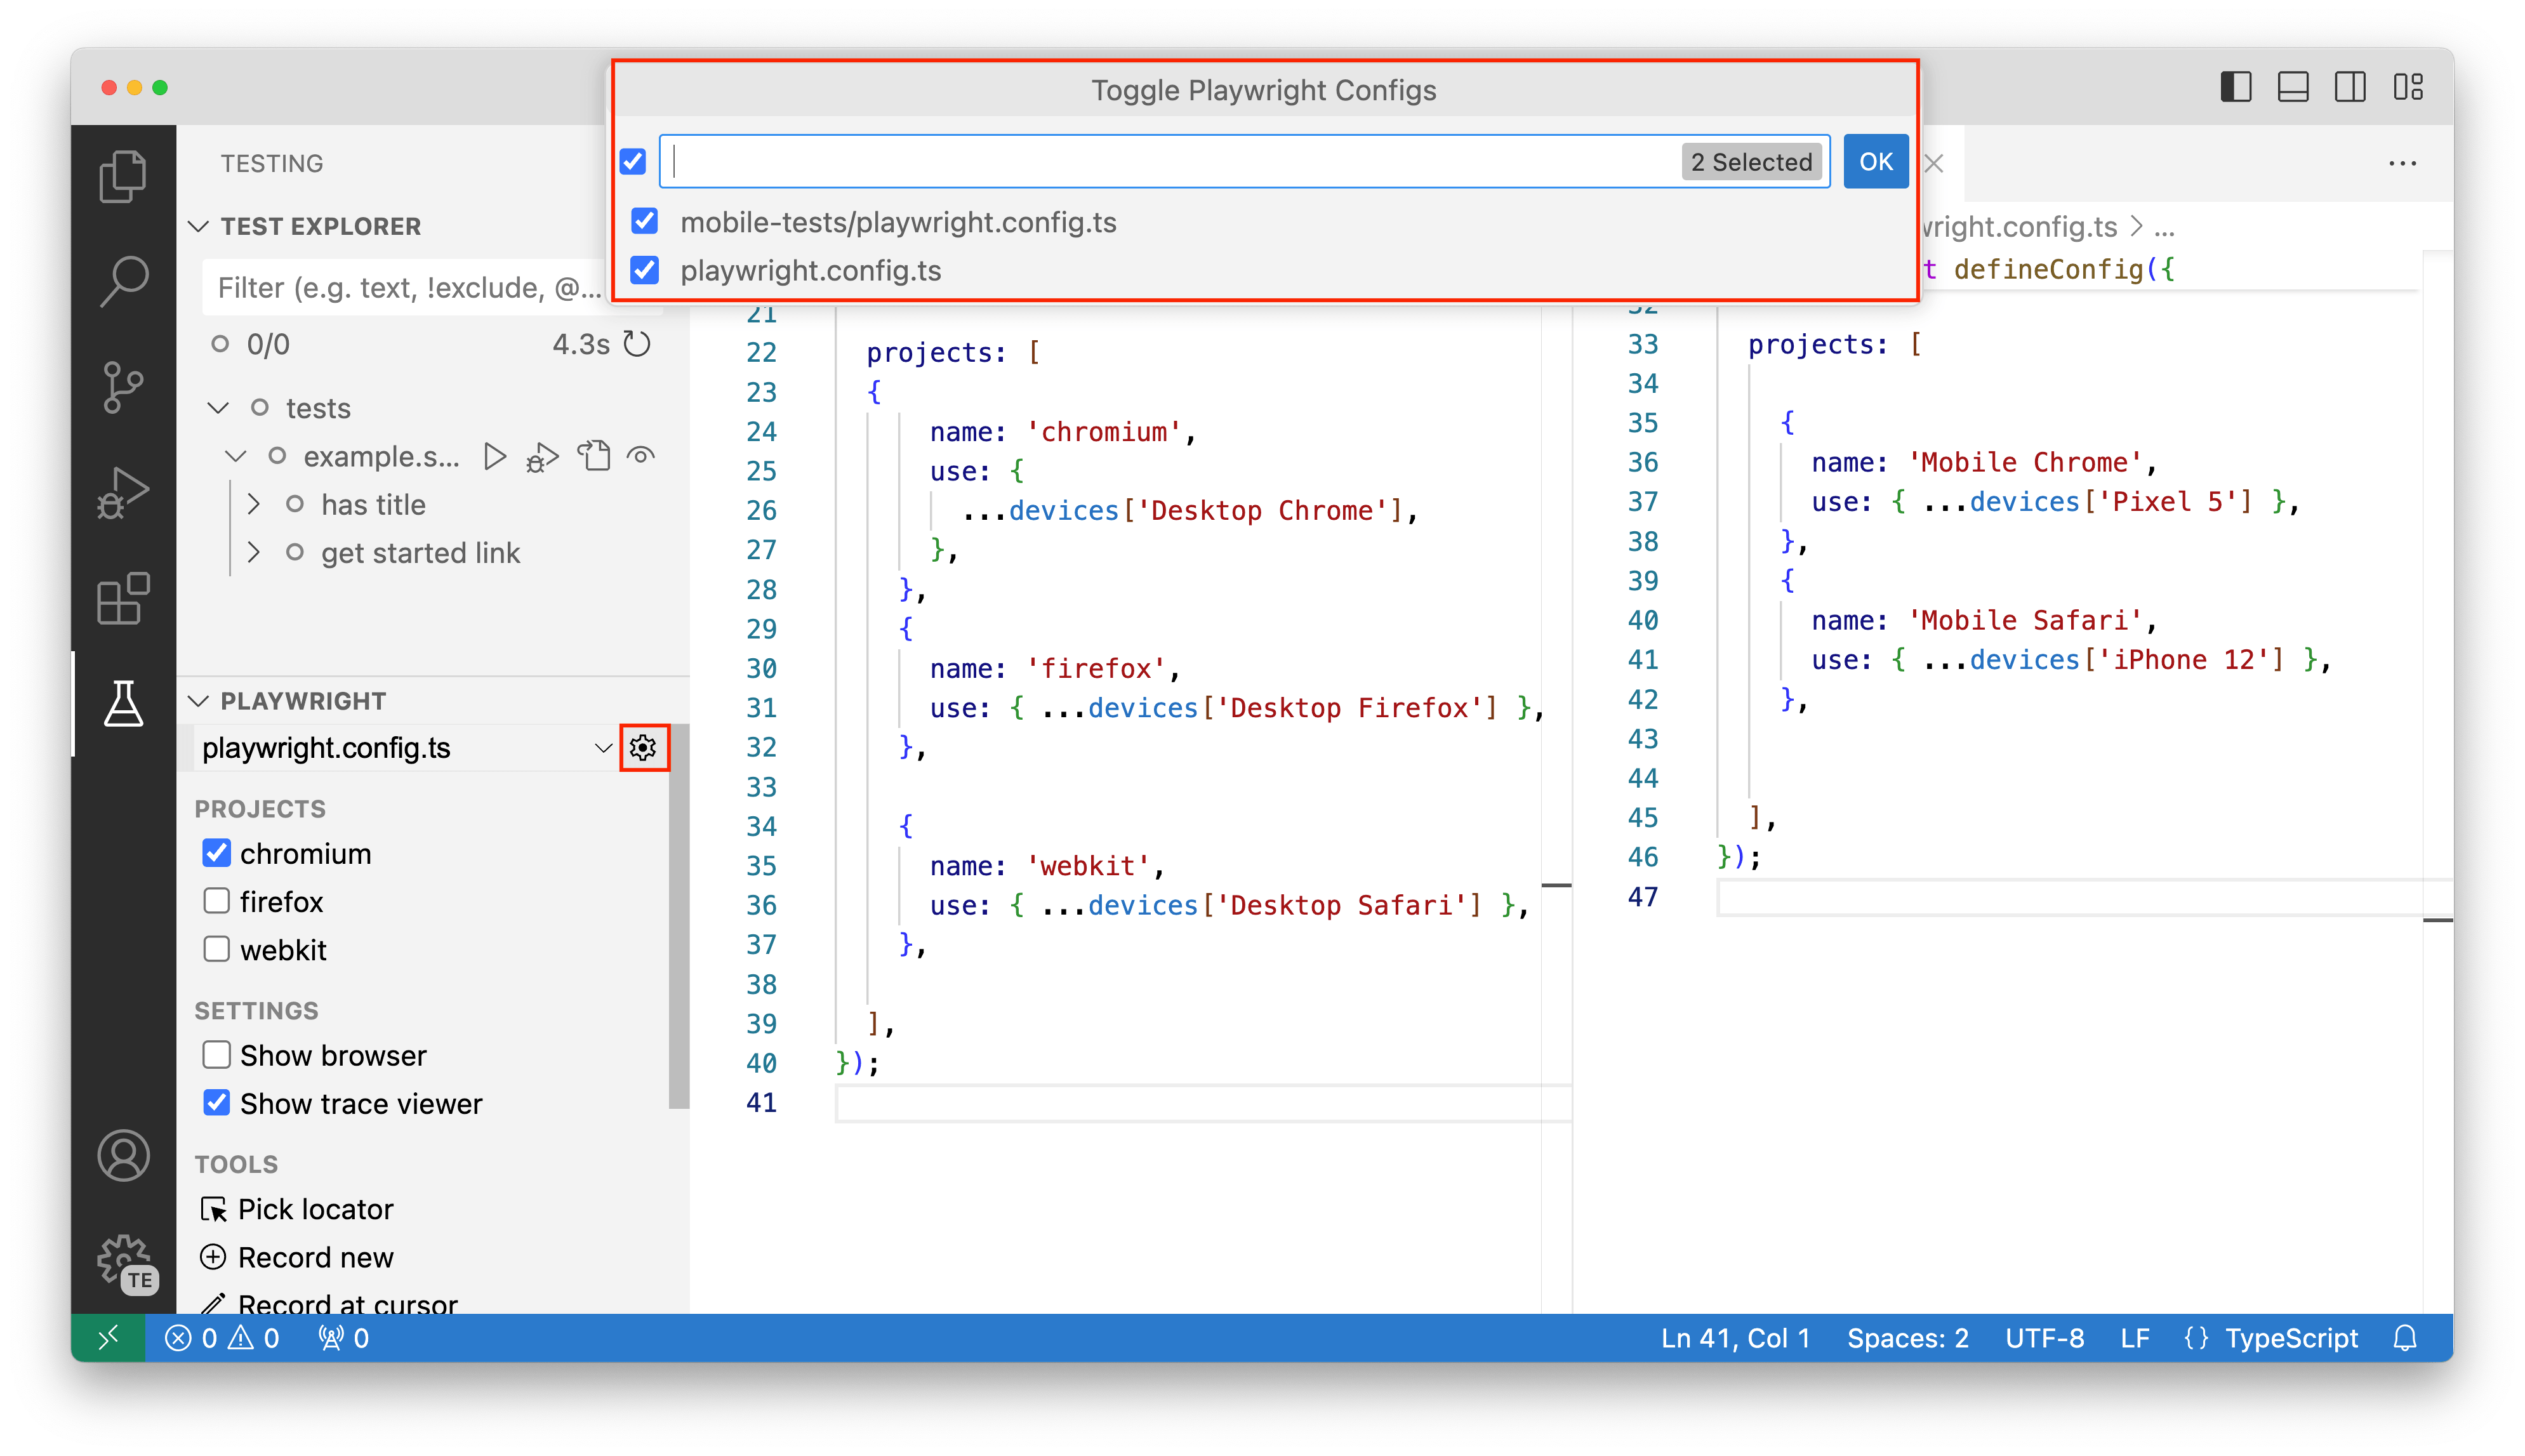 Toggle Playwright Configs
2 Selected
OK
mobile-tests/playwright.config.ts
playwright.config.ts
TESTING
TEST EXPLORER
Filter (e.g. text, !exclude, @...
0/0
4.3s
tests
example.s...
has title
get started link
PLAYWRIGHT
playwright.config.ts
PROJECTS
chromium
firefox
webkit
SETTINGS
Show browser
Show trace viewer
TOOLS
Pick locator
Record new
Record at cursor
TE
21
22 projects: [
23 {
24 name: 'chromium',
25 use: {
26 ...devices['Desktop Chrome'],
27 },
28 },
29 {
30 name: 'firefox',
31 use: { ...devices['Desktop Firefox'] },
32 },
33
34 {
35 name: 'webkit',
36 use: { ...devices['Desktop Safari'] },
37 },
38
39 ],
40 });
41
...
wright.config.ts > ...
t defineConfig({
32
33 projects: [
34
35 {
36 name: 'Mobile Chrome',
37 use: { ...devices['Pixel 5'] },
38 },
39 {
40 name: 'Mobile Safari',
41 use: { ...devices['iPhone 12'] },
42 },
43
44
45 ],
46 });
47
0 0 0
Ln 41, Col 1
Spaces: 2
UTF-8
LF
{} TypeScript